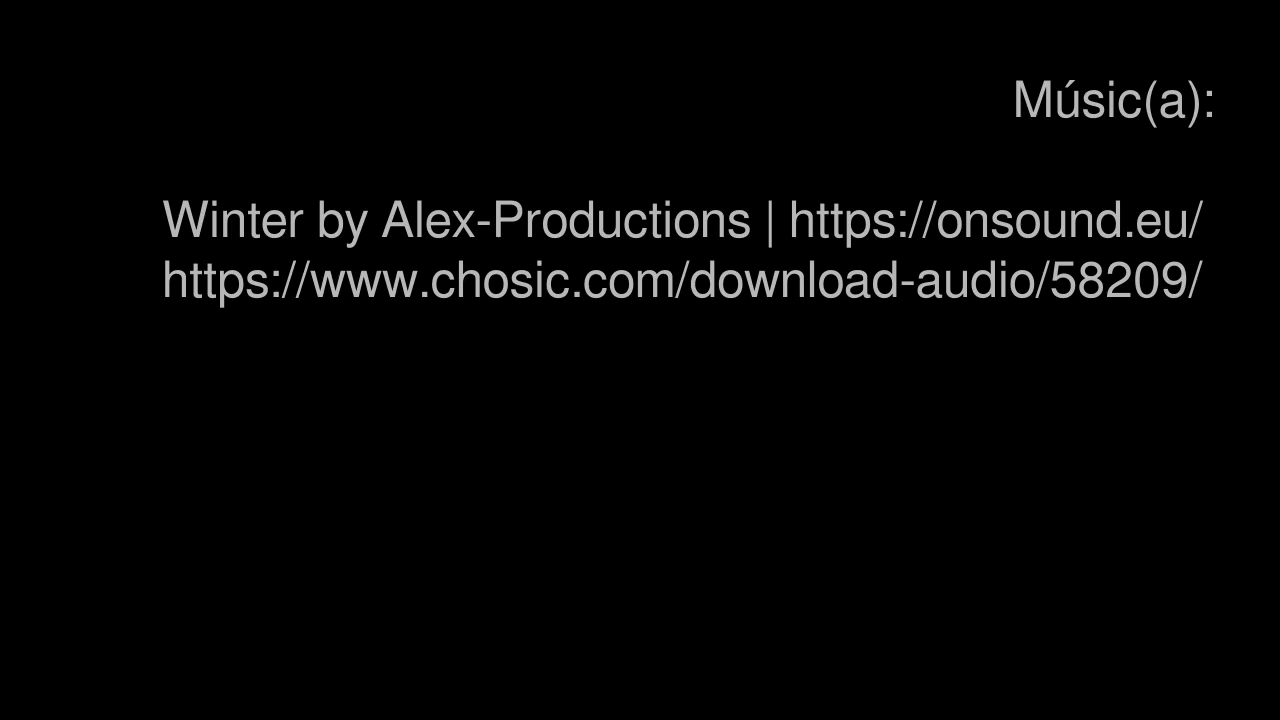 Músic(a):
Winter by Alex-Productions | https://onsound.eu/
https://www.chosic.com/download-audio/58209/